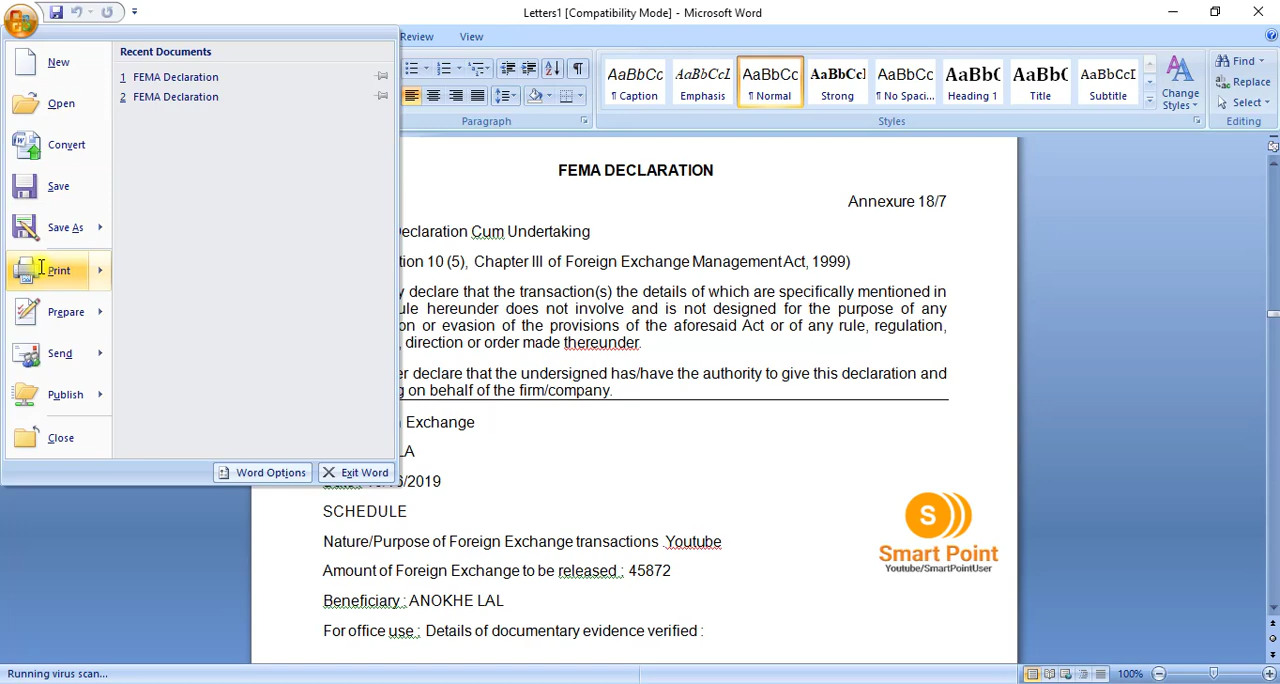 Letters1 [Compatibility Mode] - Microsoft Word
Review View
New
Open
Convert
Save
Save As
Print
Prepare
Send
Publish
Close
Recent Documents
1 FEMA Declaration
2 FEMA Declaration
Word Options Exit Word
AaBbCc AaBbCcI AaBbCc AaBbCcl AaBbCc AaBbC AaBbC AaBbCcI
¶ Caption Emphasis ¶ Normal Strong ¶ No Spaci... Heading 1 Title Subtitle
Change Styles
Find
Replace
Select
Paragraph Styles Editing
FEMA DECLARATION
Annexure 18/7
Declaration Cum Undertaking
tion 10 (5), Chapter III of Foreign Exchange Management Act, 1999)
y declare that the transaction(s) the details of which are specifically mentioned in
ule hereunder does not involve and is not designed for the purpose of any
on or evasion of the provisions of the aforesaid Act or of any rule, regulation,
, direction or order made thereunder.
er declare that the undersigned has/have the authority to give this declaration and
g on behalf of the firm/company.
n Exchange
LA
/2019
SCHEDULE
Nature/Purpose of Foreign Exchange transactions .Youtube
Amount of Foreign Exchange to be released : 45872
Beneficiary : ANOKHE LAL
For office use : Details of documentary evidence verified :
S
Smart Point
Youtube/SmartPointUser
Running virus scan...
100%